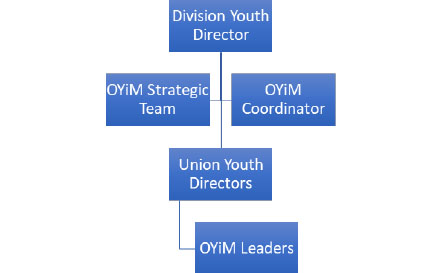 Division Youth
Director
OYiM Strategic
Team
OYiM
Coordinator
Union Youth
Directors
OYiM Leaders